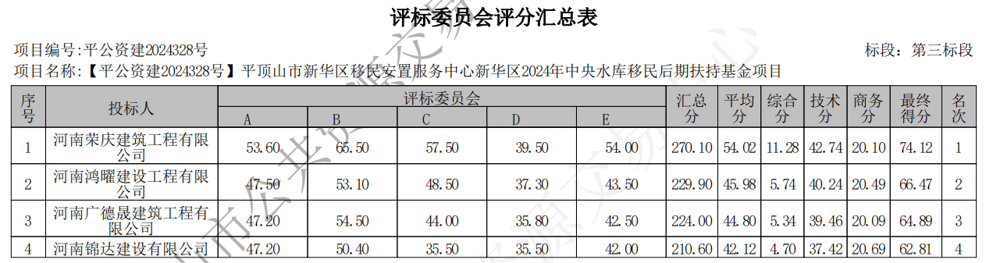 评标委员会评分汇总表
项目编号:平公资建2024328号 标段：第三标段
项目名称:【平公资建2024328号】平顶山市新华区移民安置服务中心新华区2024年中央水库移民后期扶持基金项目
序号 投标人 评标委员会 汇总分 平均分 综合分 技术分 商务分 最终得分 名次
A B C D E
1 河南荣庆建筑工程有限公司 53.60 65.50 57.50 39.50 54.00 270.10 54.02 11.28 42.74 20.10 74.12 1
2 河南鸿曜建设工程有限公司 47.50 53.10 48.50 37.30 43.50 229.90 45.98 5.74 40.24 20.49 66.47 2
3 河南广德晟建筑工程有限公司 47.20 54.50 44.00 35.80 42.50 224.00 44.80 5.34 39.46 20.09 64.89 3
4 河南锦达建设有限公司 47.20 50.40 35.50 35.50 42.00 210.60 42.12 4.70 37.42 20.69 62.81 4